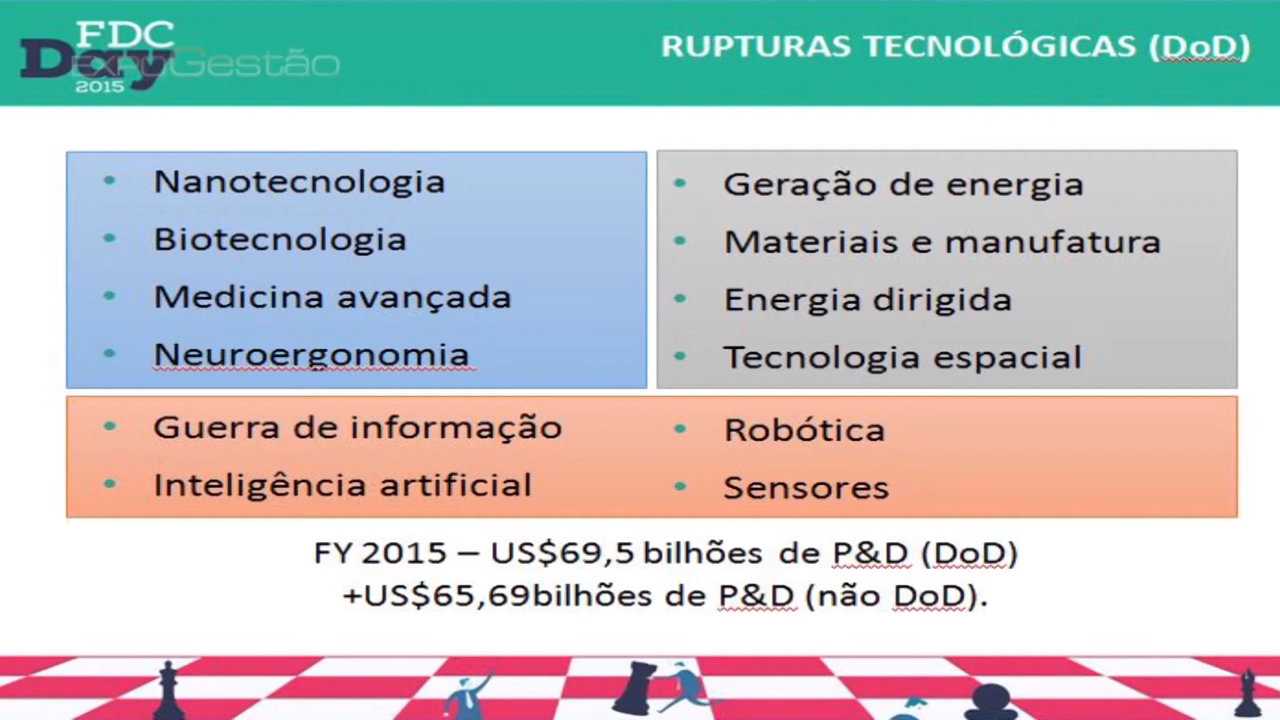 FDC
Day
ExpoGestão
2015
RUPTURAS TECNOLÓGICAS (DoD)
• Nanotecnologia
• Biotecnologia
• Medicina avançada
• Neuroergonomia
• Geração de energia
• Materiais e manufatura
• Energia dirigida
• Tecnologia espacial
• Guerra de informação
• Inteligência artificial
• Robótica
• Sensores
FY 2015 – US$69,5 bilhões de P&D (DoD)
+US$65,69bilhões de P&D (não DoD).